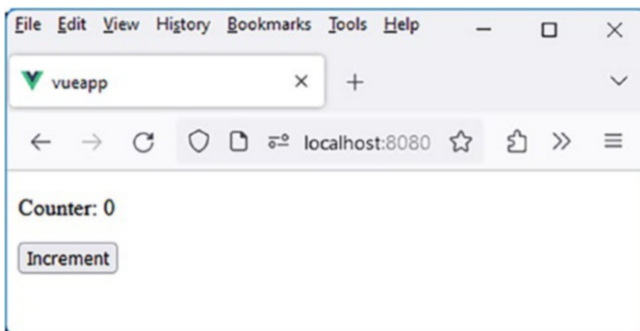 File Edit View History Bookmarks Tools Help
vueapp
localhost:8080
Counter: 0
Increment